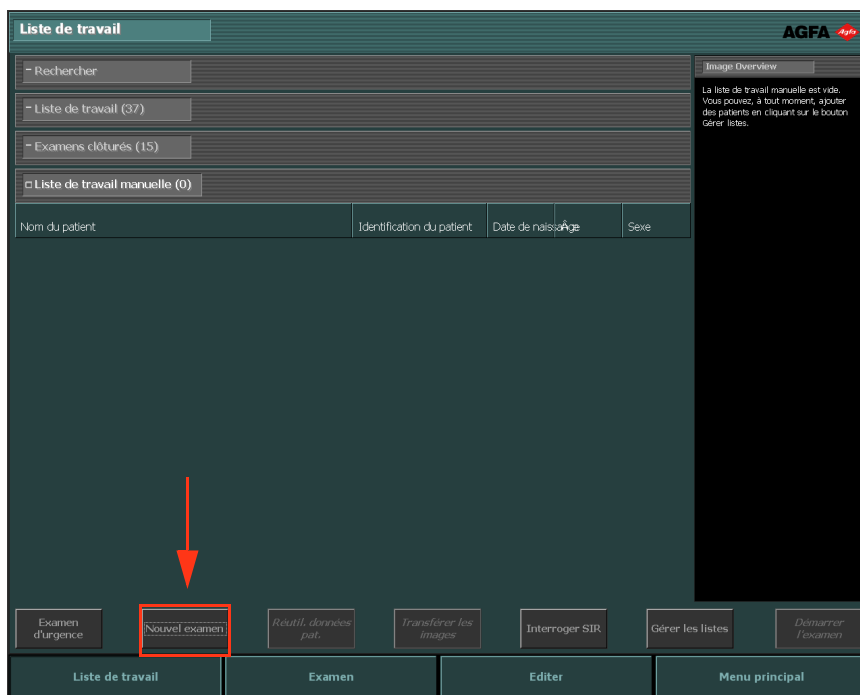 Liste de travail
AGFA
Agfa
Rechercher
Image Overview
La liste de travail manuelle est vide.
Vous pouvez, à tout moment, ajouter
des patients en cliquant sur le bouton
Gérer listes.
Liste de travail (37)
Examens clôturés (15)
Liste de travail manuelle (0)
Nom du patient
Identification du patient
Date de naissa
Âge
Sexe
Examen
d'urgence
Nouvel examen
Réutil. données
pat.
Transférer les
images
Interroger SIR
Gérer les listes
Démarrer
l'examen
Liste de travail
Examen
Editer
Menu principal